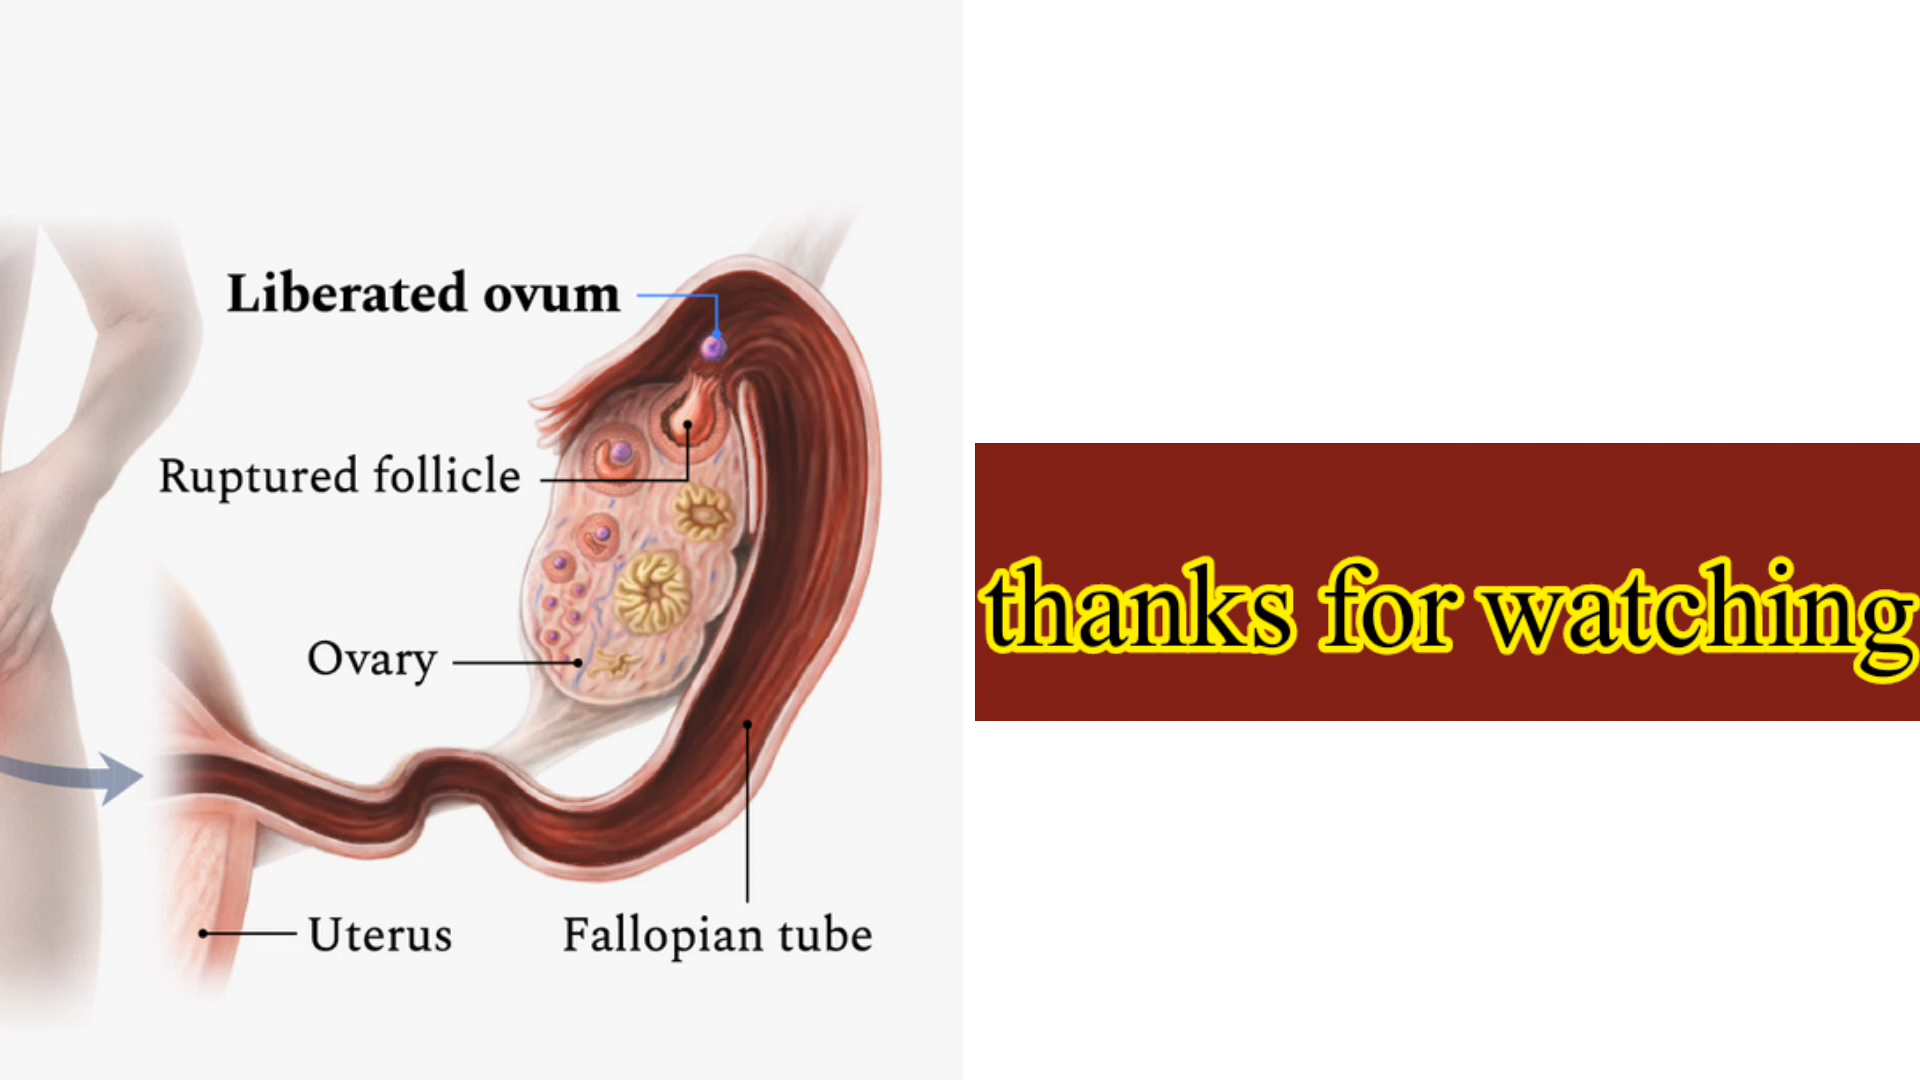 Liberated ovum
Ruptured follicle
Ovary
Uterus
Fallopian tube
thanks for watching